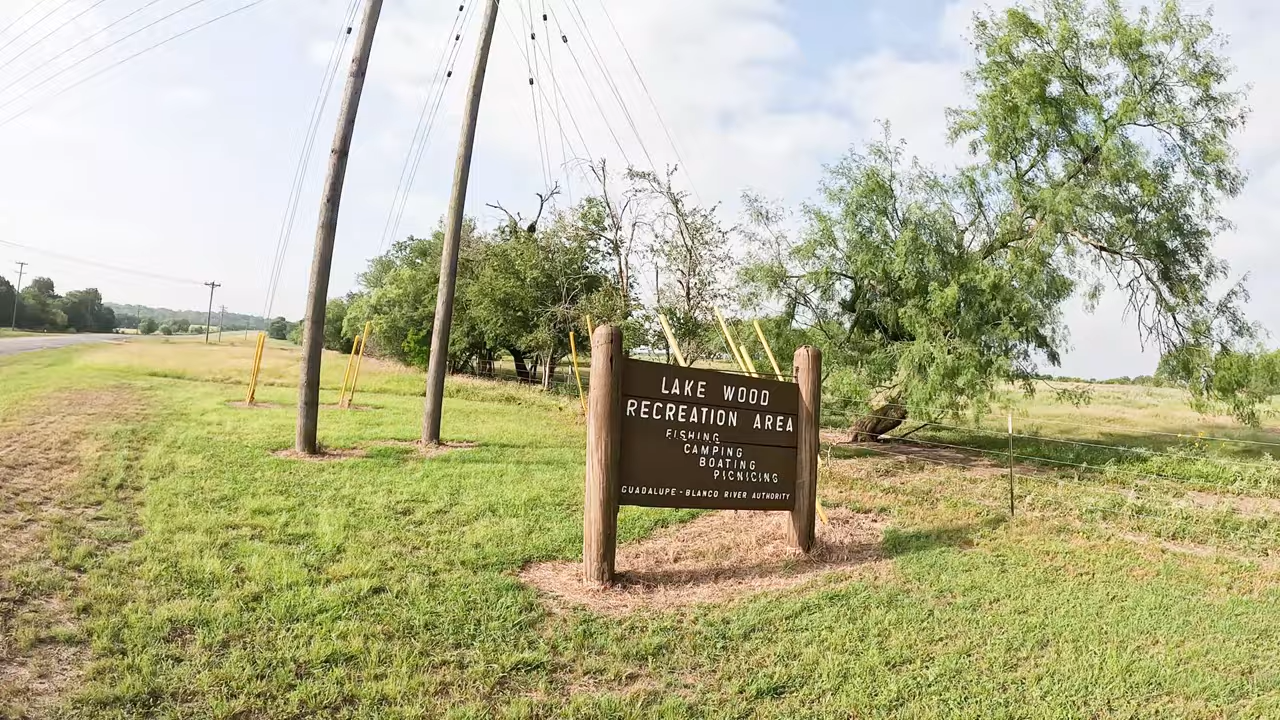 LAKE WOOD
RECREATION AREA
FISHING
CAMPING
BOATING
PICNICING
GUADALUPE - BLANCO RIVER AUTHORITY